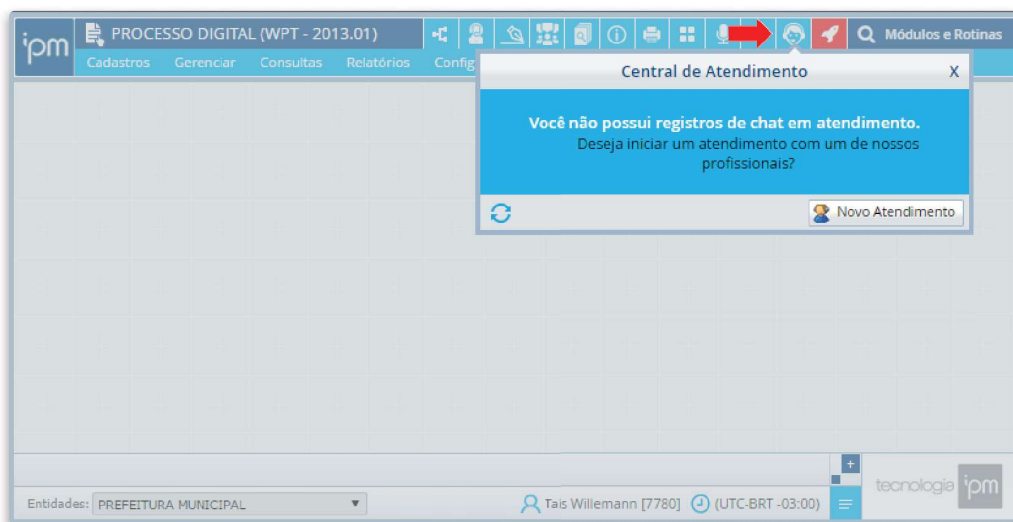 ipm
PROCESSO DIGITAL (WPT - 2013.01)
Módulos e Rotinas
Cadastros Gerenciar Consultas Relatórios Config
Central de Atendimento X
Você não possui registros de chat em atendimento.
Deseja iniciar um atendimento com um de nossos
profissionais?
Novo Atendimento
Entidades: PREFEITURA MUNICIPAL
Tais Willemann [7780] (UTC-BRT -03:00)
tecnologia ipm